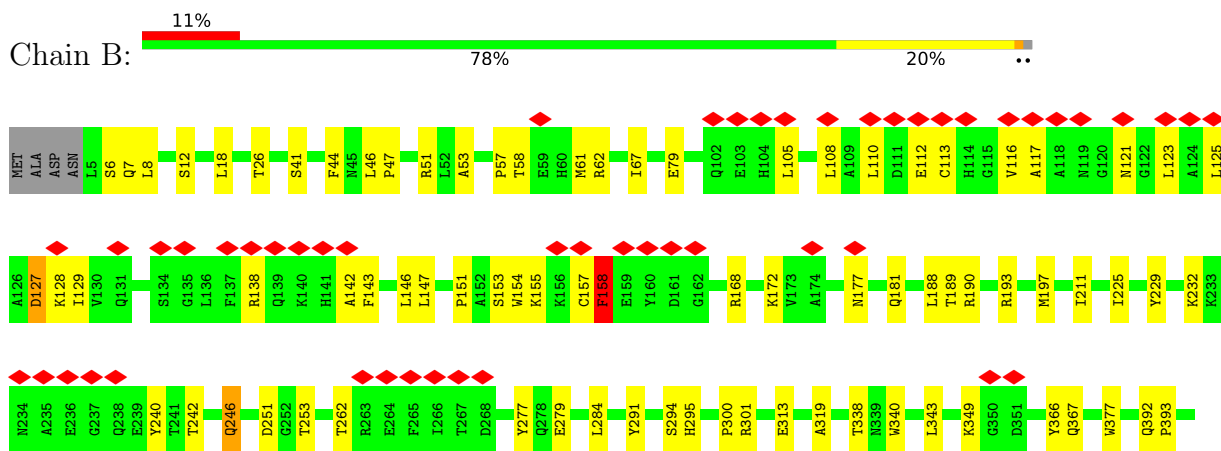 11%
Chain B:
78% 20% ••
MET ALA ASP ASN L5 S6 Q7 L8 S12 L18 T26 S41 F44 N45 L46 P47 R51 L52 A53 P57 T58 E59 H60 M61 R62 I67 E79 Q102 E103 H104 L105 L108 A109 L110 D111 E112 C113 H114 G115 V116 A117 A118 N119 G120 N121 G122 L123 A124 L125
A126 D127 K128 I129 V130 Q131 S134 G135 L136 F137 R138 Q139 K140 H141 A142 F143 L146 L147 P151 A152 S153 W154 K155 K156 C157 F158 E159 Y160 D161 G162 R168 K172 V173 A174 N177 Q181 L188 T189 R190 R193 M197 I211 I225 Y229 K232 K233
N234 A235 E236 G237 Q238 E239 Y240 T241 T242 Q246 D251 G252 T253 T262 R263 E264 F265 I266 T267 D268 Y277 Q278 E279 L284 Y291 S294 H295 P300 R301 E313 A319 T338 N339 W340 L343 K349 G350 D351 Y366 Q367 W377 Q392 P393